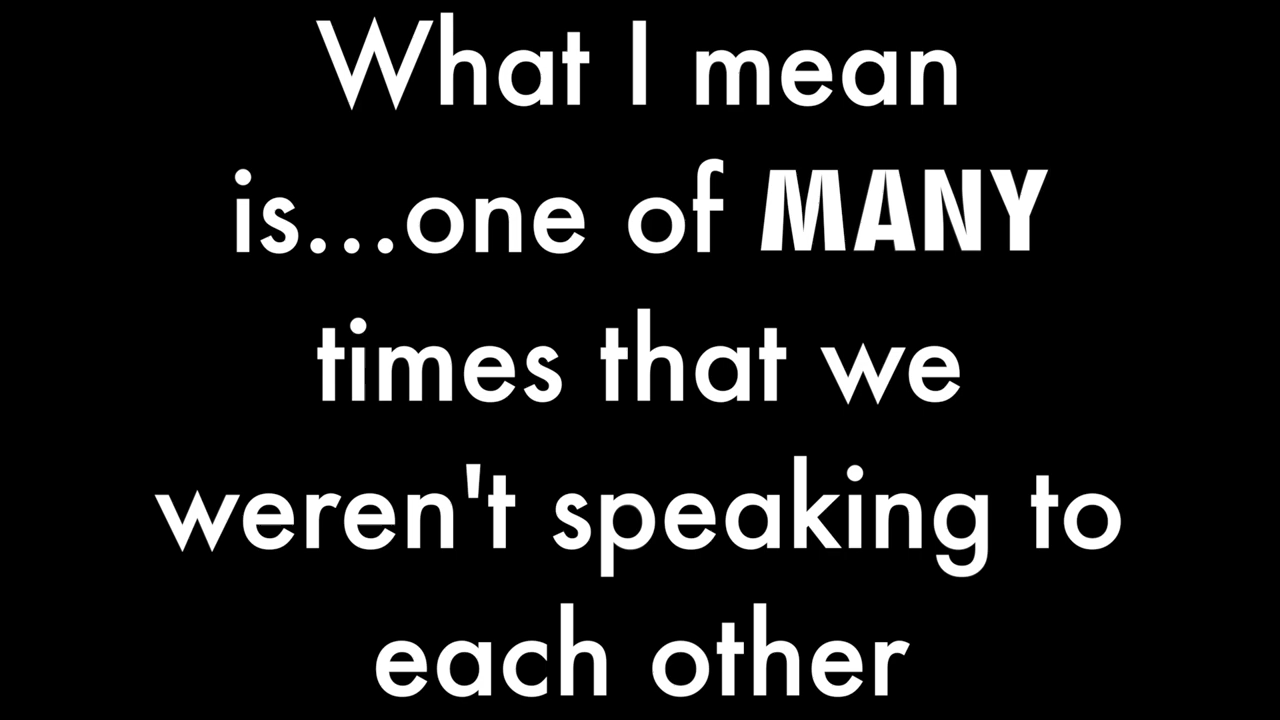 What I mean
is...one of MANY
times that we
weren't speaking to
each other